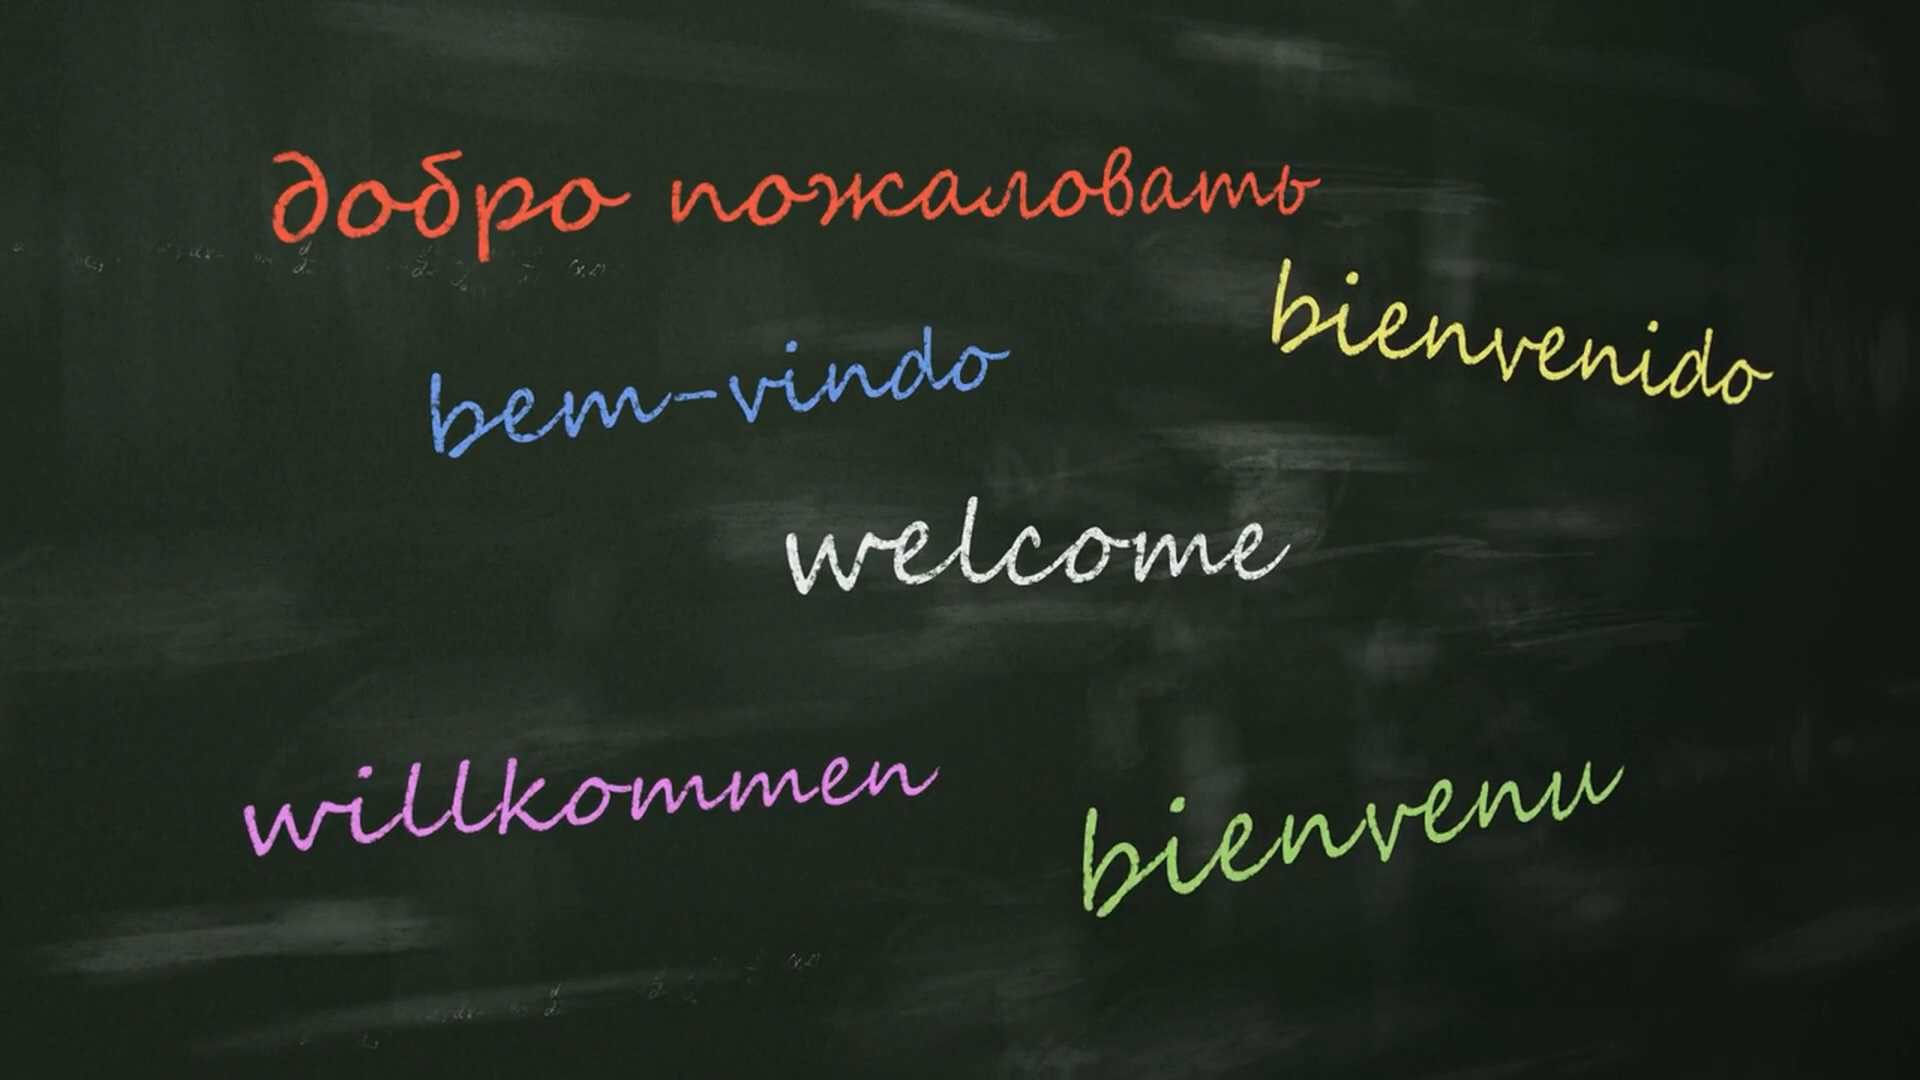 добро пожаловать
bienvenido
bem-vindo
welcome
willkommen
bienvenu